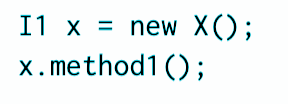 I1 x = new X();
x.method1();